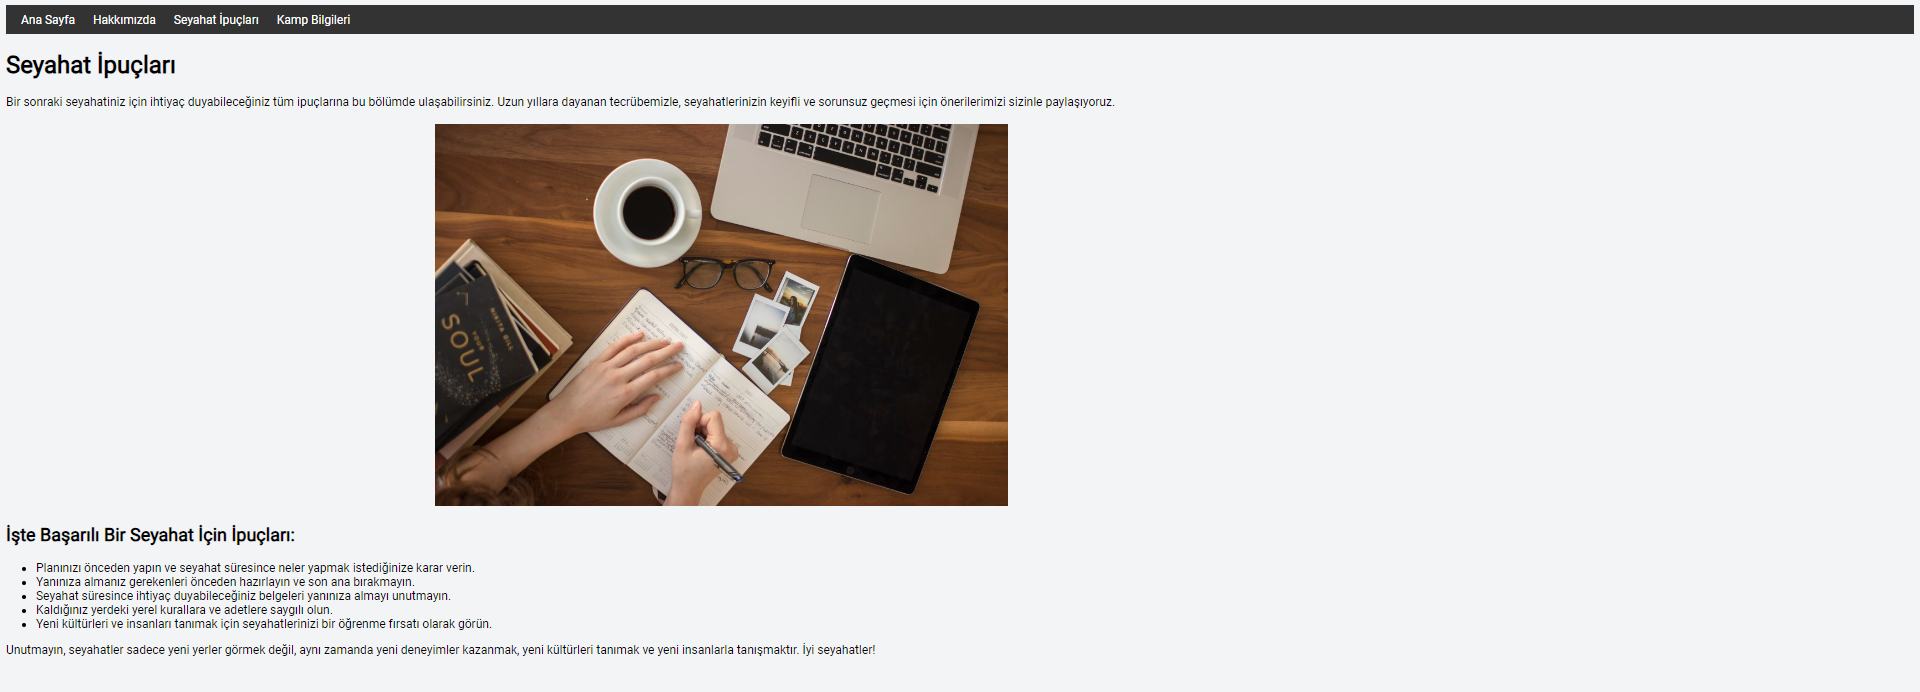 Ana Sayfa Hakkımızda Seyahat İpuçları Kamp Bilgileri
Seyahat İpuçları
Bir sonraki seyahatiniz için ihtiyaç duyabileceğiniz tüm ipuçlarına bu bölümde ulaşabilirsiniz. Uzun yıllara dayanan tecrübemizle, seyahatlerinizin keyifli ve sorunsuz geçmesi için önerilerimizi sizinle paylaşıyoruz.
NIKITA GILL
YOUR
SOUL
İşte Başarılı Bir Seyahat İçin İpuçları:
Planınızı önceden yapın ve seyahat süresince neler yapmak istediğinize karar verin.
Yanınıza almanız gerekenleri önceden hazırlayın ve son ana bırakmayın.
Seyahat süresince ihtiyaç duyabileceğiniz belgeleri yanınıza almayı unutmayın.
Kaldığınız yerdeki yerel kurallara ve adetlere saygılı olun.
Yeni kültürleri ve insanları tanımak için seyahatlerinizi bir öğrenme fırsatı olarak görün.
Unutmayın, seyahatler sadece yeni yerler görmek değil, aynı zamanda yeni deneyimler kazanmak, yeni kültürleri tanımak ve yeni insanlarla tanışmaktır. İyi seyahatler!